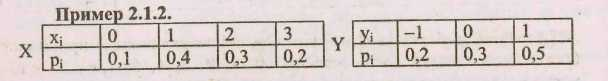 Пример 2.1.2.
X
xᵢ 0 1 2 3
pᵢ 0,1 0,4 0,3 0,2
Y
yᵢ –1 0 1
pᵢ 0,2 0,3 0,5